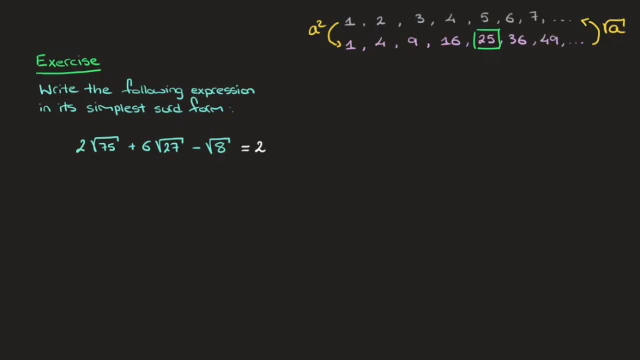 a² 1, 2, 3, 4, 5, 6, 7, ... √a
1, 4, 9, 16, 25, 36, 49, ...
Exercise
Write the following expression
in its simplest surd form:
2√75 + 6√27 - √8 = 2